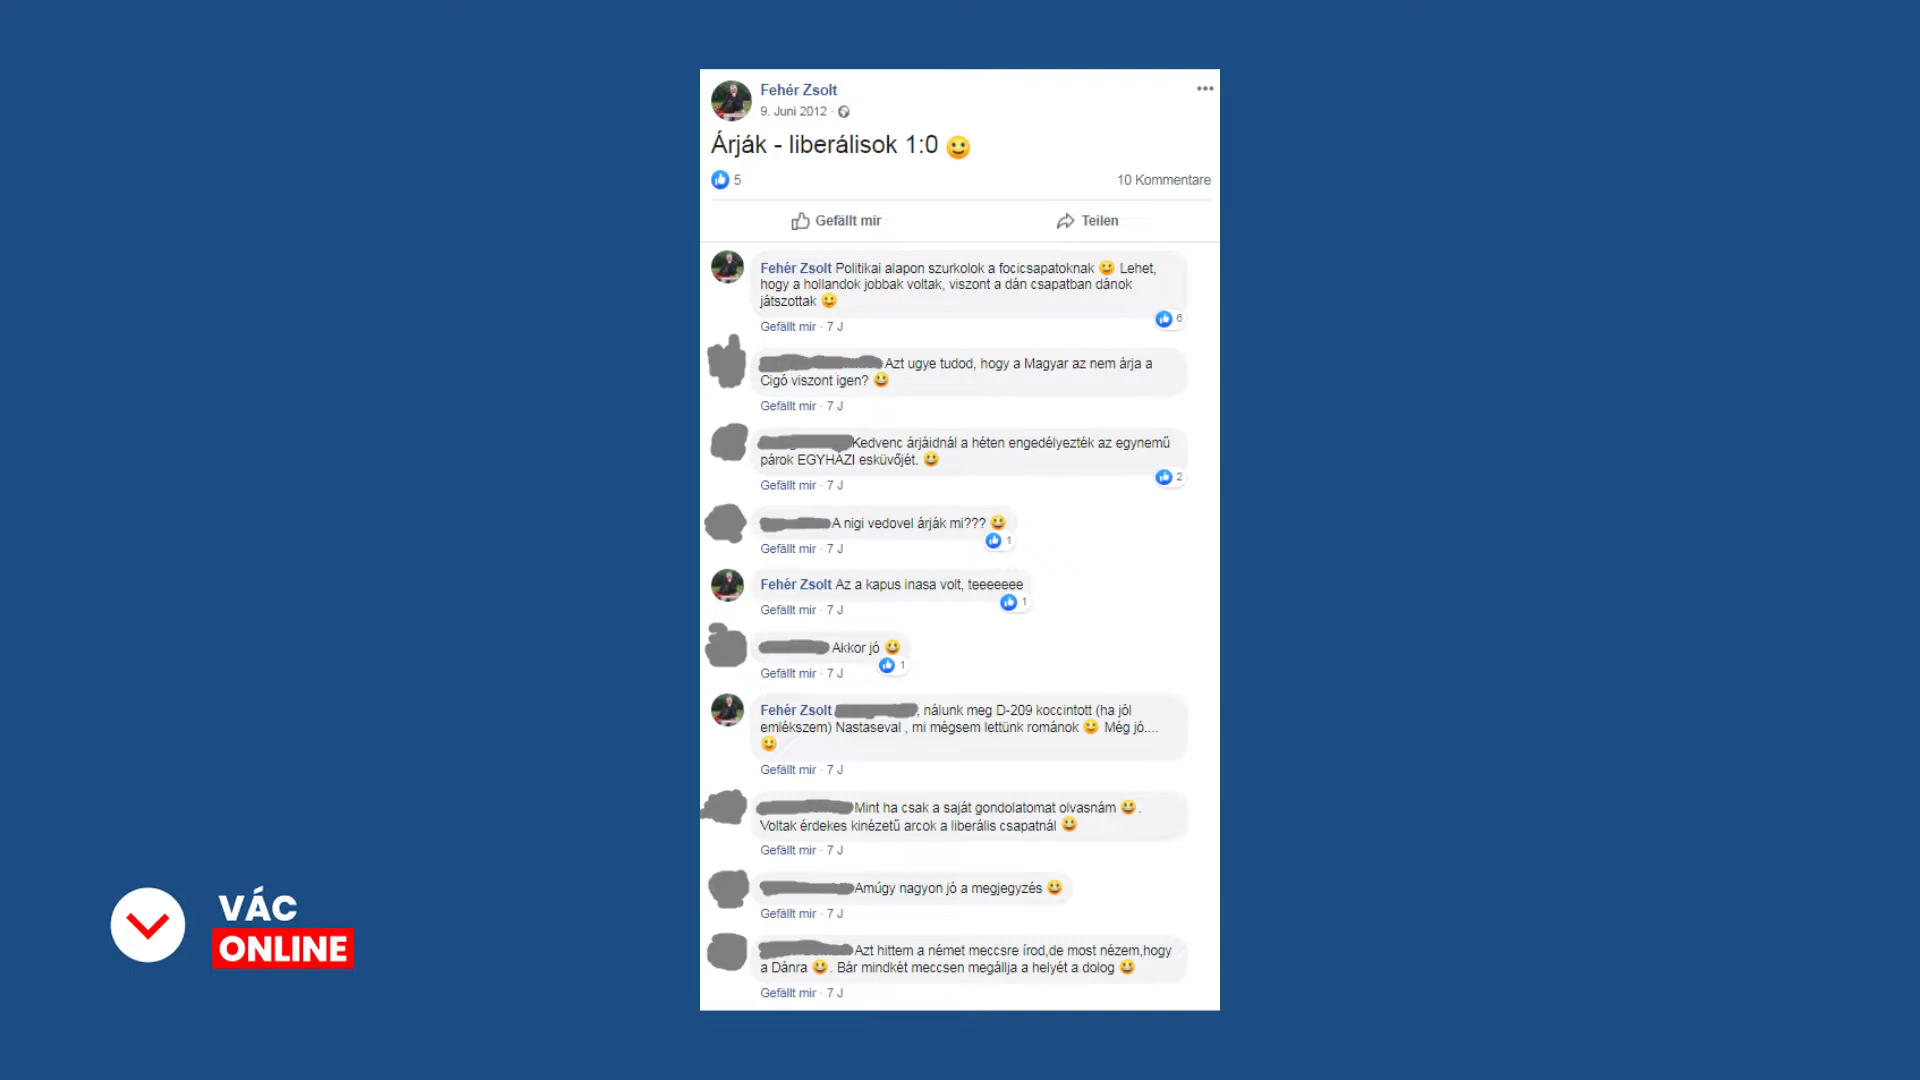 Fehér Zsolt
9. Juni 2012 ·
Árják - liberálisok 1:0 🙂
5
10 Kommentare
Gefällt mir
Teilen
Fehér Zsolt Politikai alapon szurkolok a focicsapatoknak 🙂 Lehet,
hogy a hollandok jobbak voltak, viszont a dán csapatban dánok
játszottak 🙂
6
Gefällt mir · 7 J
Azt ugye tudod, hogy a Magyar az nem árja a
Cigó viszont igen? 😀
Gefällt mir · 7 J
Kedvenc árjáidnál a héten engedélyezték az egynemű
párok EGYHÁZI esküvőjét. 😀
2
Gefällt mir · 7 J
A nigi vedovel árják mi??? 😀
1
Gefällt mir · 7 J
Fehér Zsolt Az a kapus inasa volt, teeeeeee
1
Gefällt mir · 7 J
Akkor jó 😀
1
Gefällt mir · 7 J
Fehér Zsolt , nálunk meg D-209 koccintott (ha jól
emlékszem) Nastaseval , mi mégsem lettünk románok 🙂 Még jó....
🙂
Gefällt mir · 7 J
Mint ha csak a saját gondolatomat olvasnám 😀.
Voltak érdekes kinézetű arcok a liberális csapatnál 😀
Gefällt mir · 7 J
Amúgy nagyon jó a megjegyzés 😀
Gefällt mir · 7 J
Azt hittem a német meccsre írod,de most nézem,hogy
a Dánra 😀. Bár mindkét meccsen megállja a helyét a dolog 😀
Gefällt mir · 7 J
VÁC
ONLINE